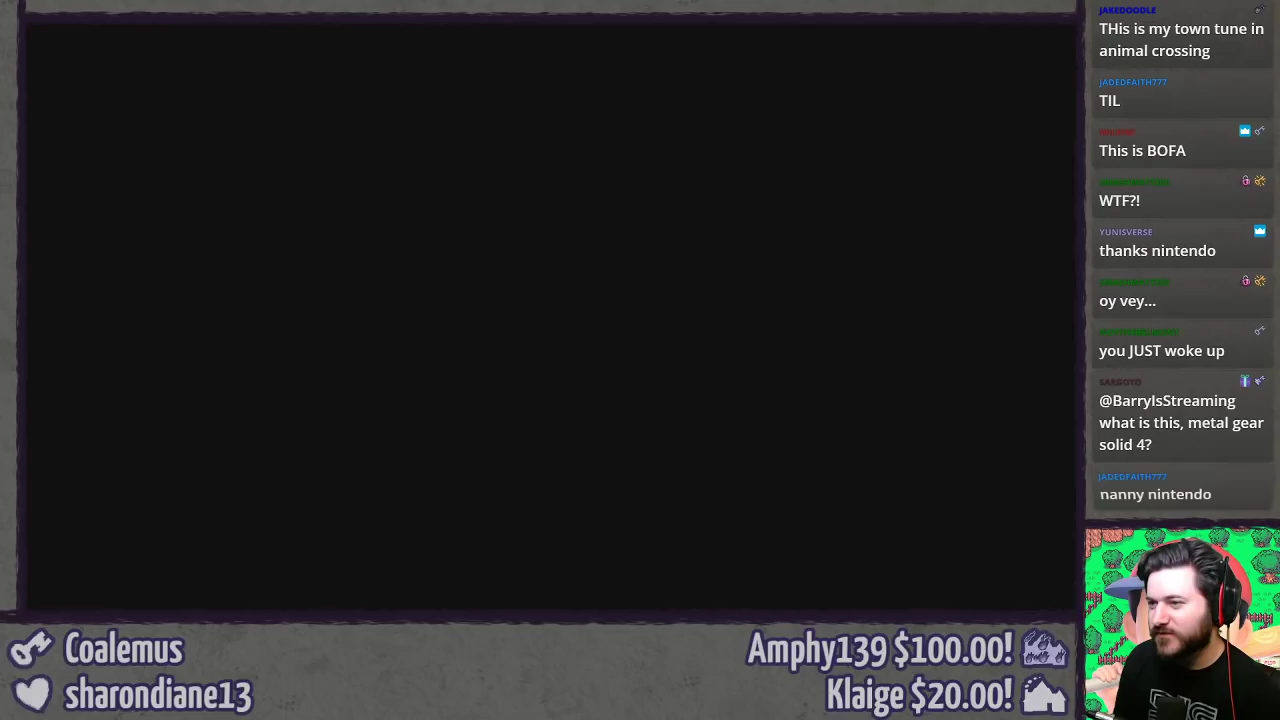 JAKEDOODLE
THis is my town tune in
animal crossing
JADEDFAITH777
TIL
This is BOFA
WTF?!
YUNISVERSE
thanks nintendo
oy vey...
you JUST woke up
SARGOTO
@BarryIsStreaming
what is this, metal gear
solid 4?
JADEDFAITH777
nanny nintendo
Coalemus
sharondiane13
Amphy139 $100.00!
Klaige $20.00!